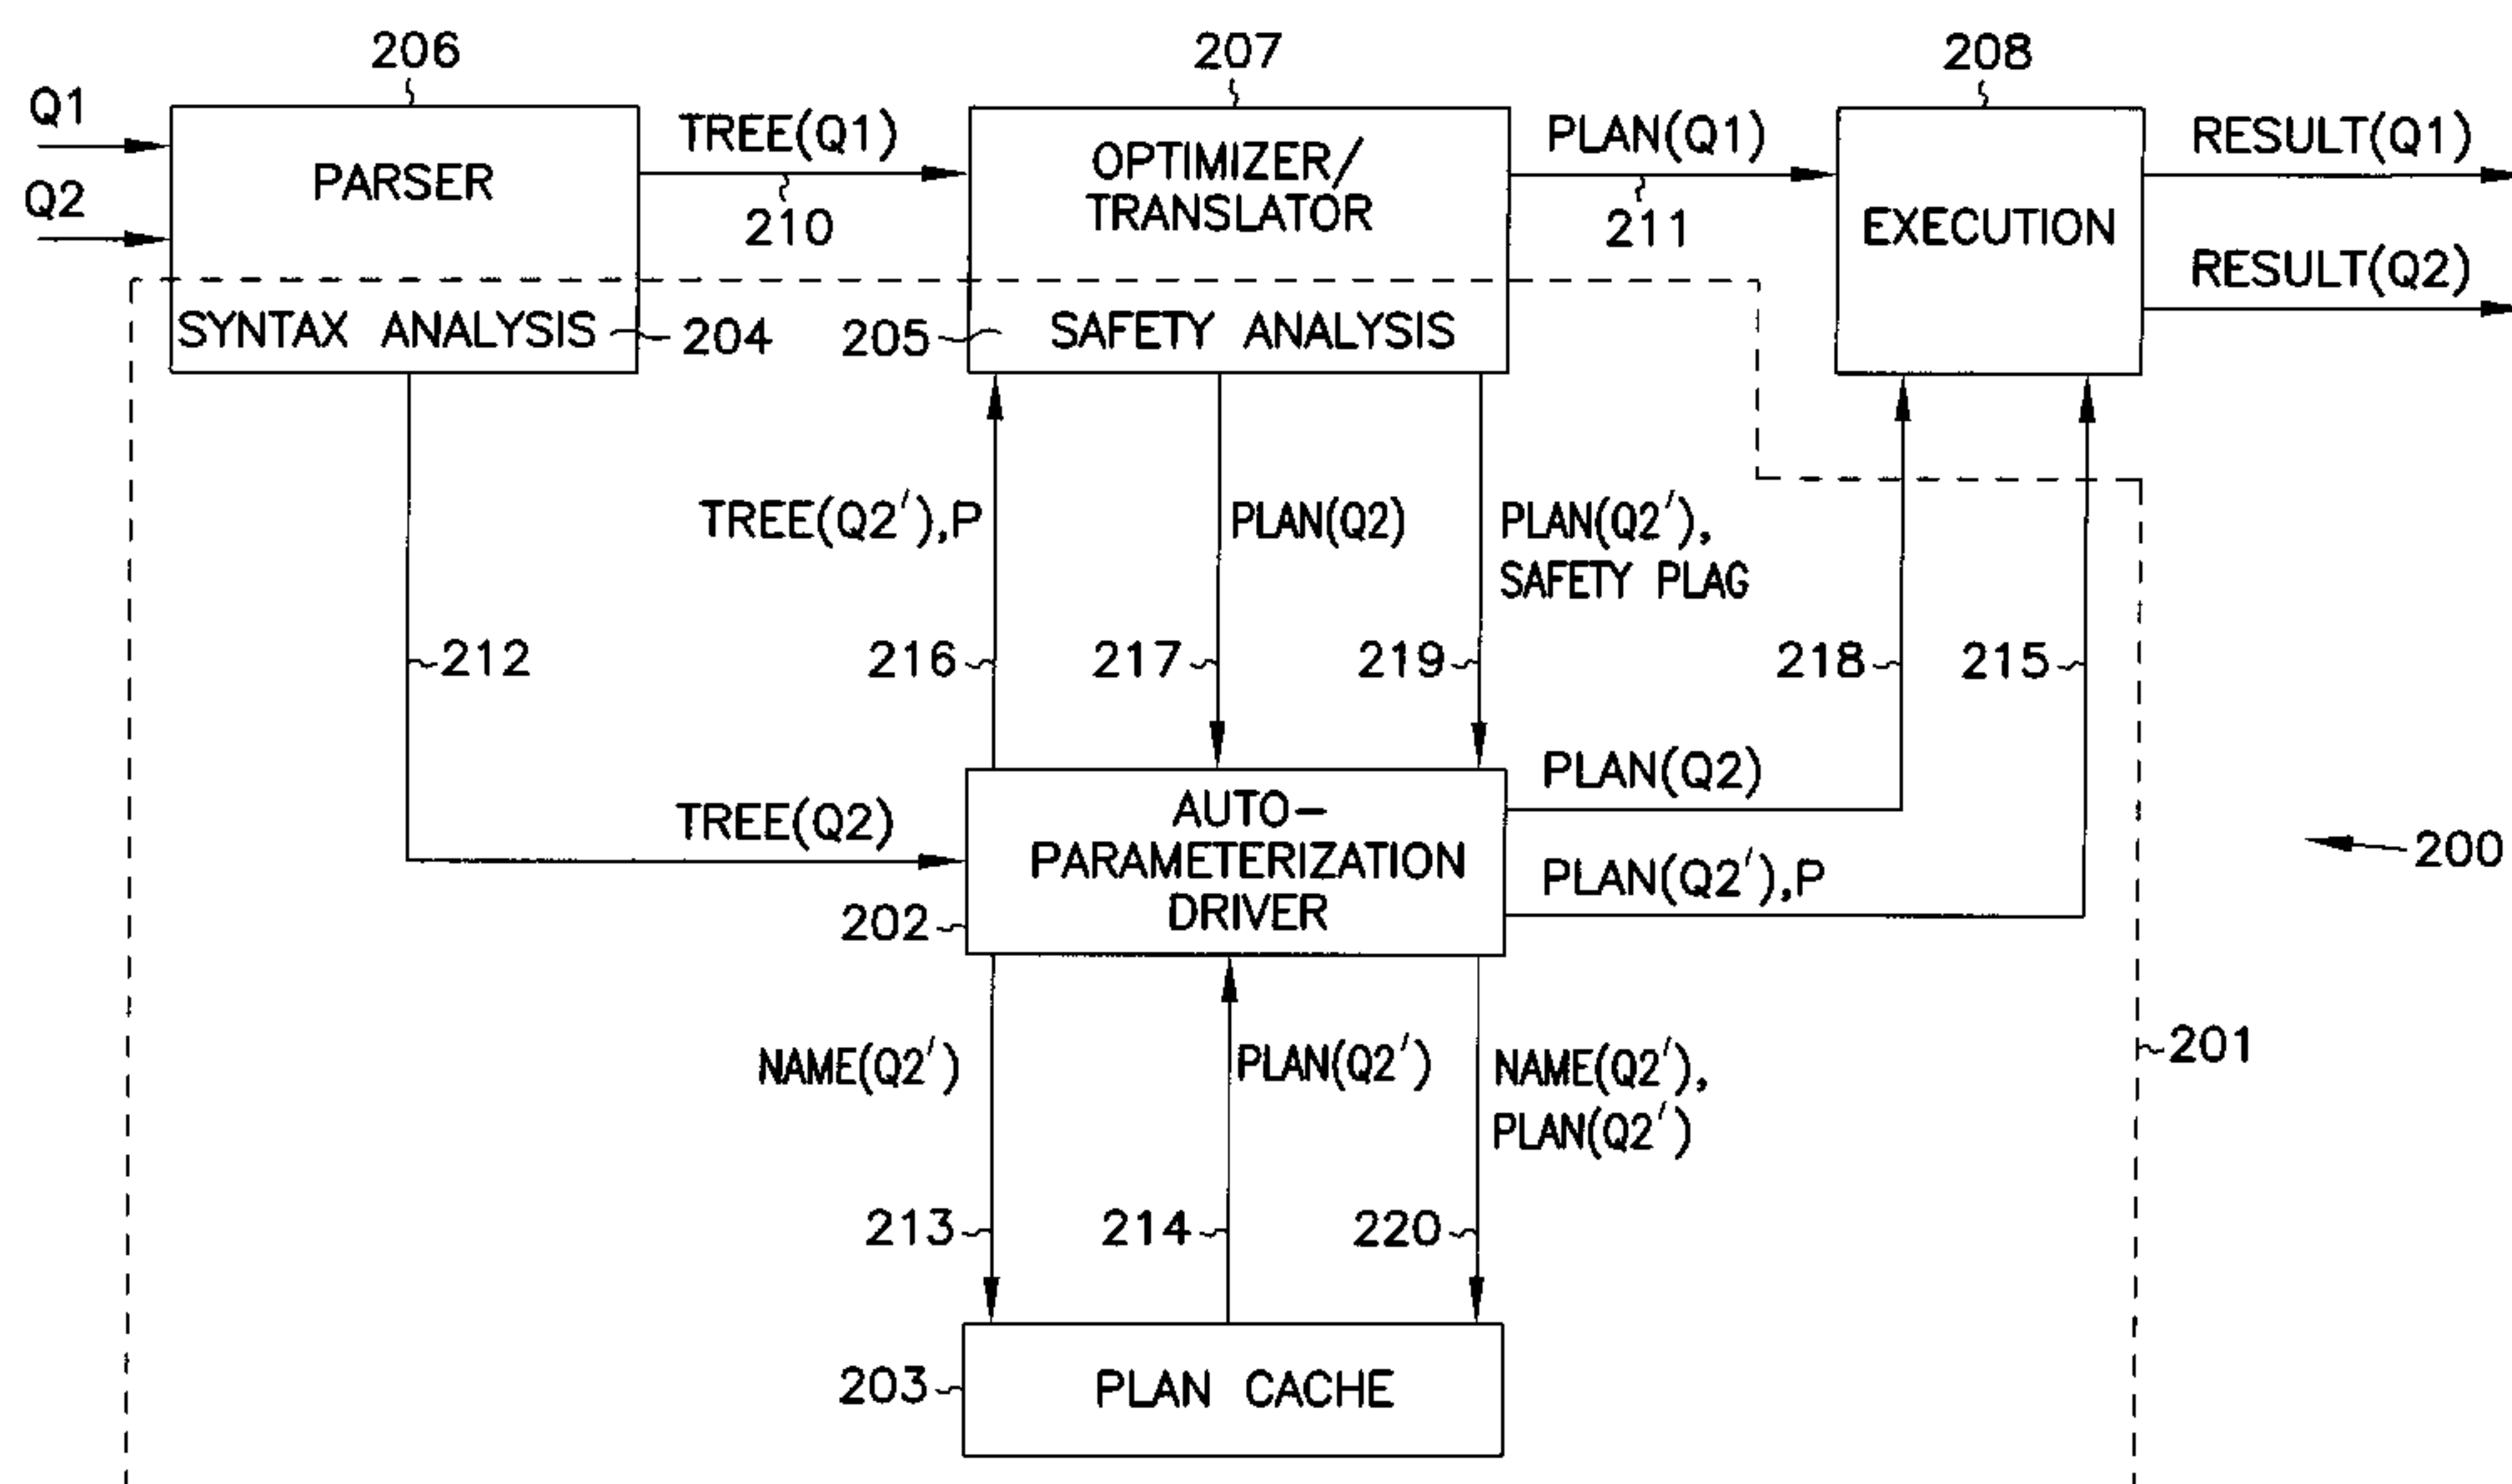 206
207
208
Q1
Q2
PARSER
TREE(Q1)
210
OPTIMIZER/
TRANSLATOR
PLAN(Q1)
211
EXECUTION
RESULT(Q1)
RESULT(Q2)
SYNTAX ANALYSIS
204
205
SAFETY ANALYSIS
TREE(Q2'),P
PLAN(Q2)
PLAN(Q2'),
SAFETY PLAG
212
216
217
219
218
215
TREE(Q2)
AUTO-
PARAMETERIZATION
DRIVER
202
PLAN(Q2)
PLAN(Q2'),P
200
201
NAME(Q2')
PLAN(Q2')
NAME(Q2'),
PLAN(Q2')
213
214
220
203
PLAN CACHE